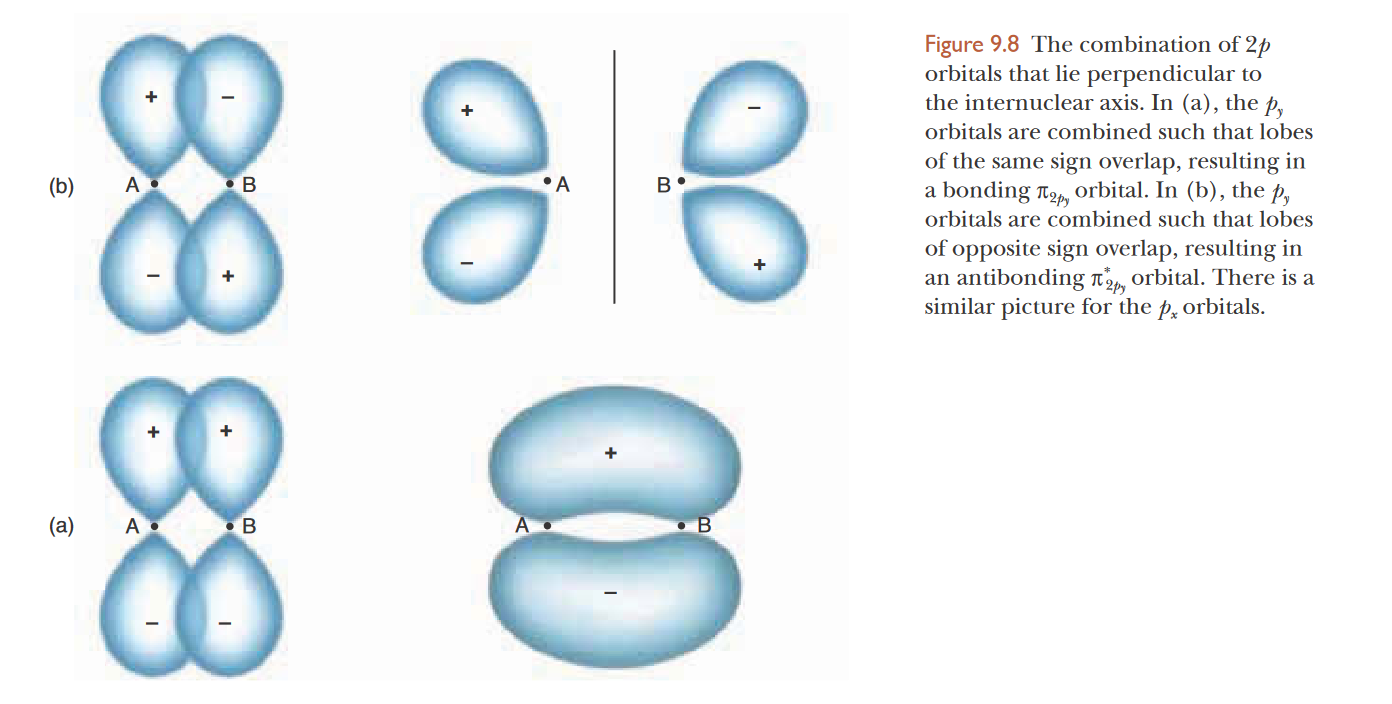 + −
(b) A B
− +
+ −
A B
− +
+ +
(a) A B
− −
+
A B
−
Figure 9.8 The combination of 2p
orbitals that lie perpendicular to
the internuclear axis. In (a), the p_y
orbitals are combined such that lobes
of the same sign overlap, resulting in
a bonding π_{2p_y} orbital. In (b), the p_y
orbitals are combined such that lobes
of opposite sign overlap, resulting in
an antibonding π^*_{2p_y} orbital. There is a
similar picture for the p_x orbitals.